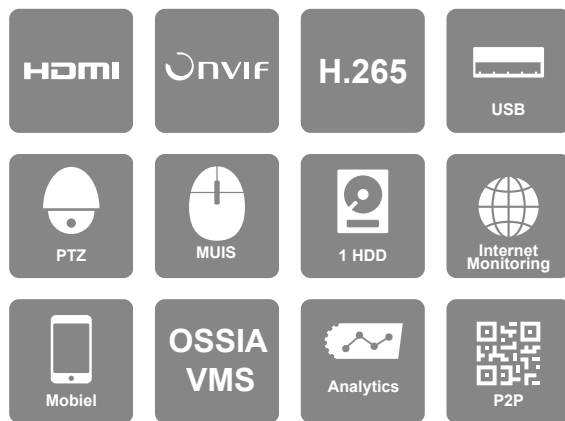 HDMI
ONVIF
H.265
USB
PTZ
MUIS
1 HDD
Internet
Monitoring
Mobiel
OSSIA
VMS
Analytics
P2P